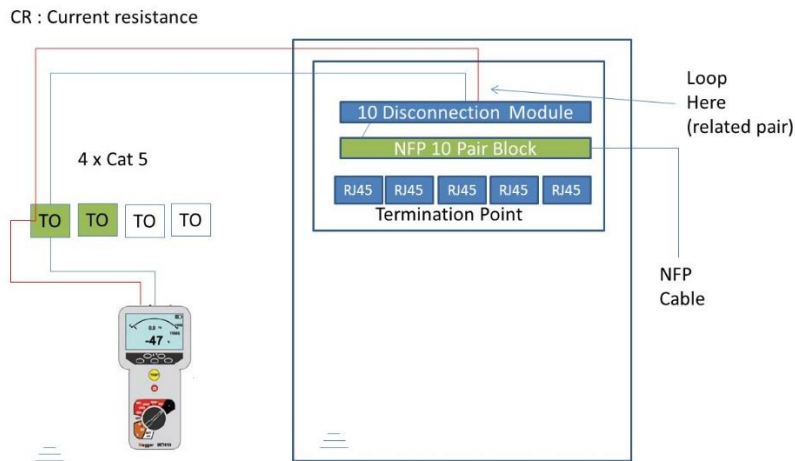 CR : Current resistance
Loop
Here
(related pair)
10 Disconnection Module
NFP 10 Pair Block
4 x Cat 5
RJ45 RJ45 RJ45 RJ45 RJ45
Termination Point
TO TO TO TO
NFP
Cable
-47
TEST